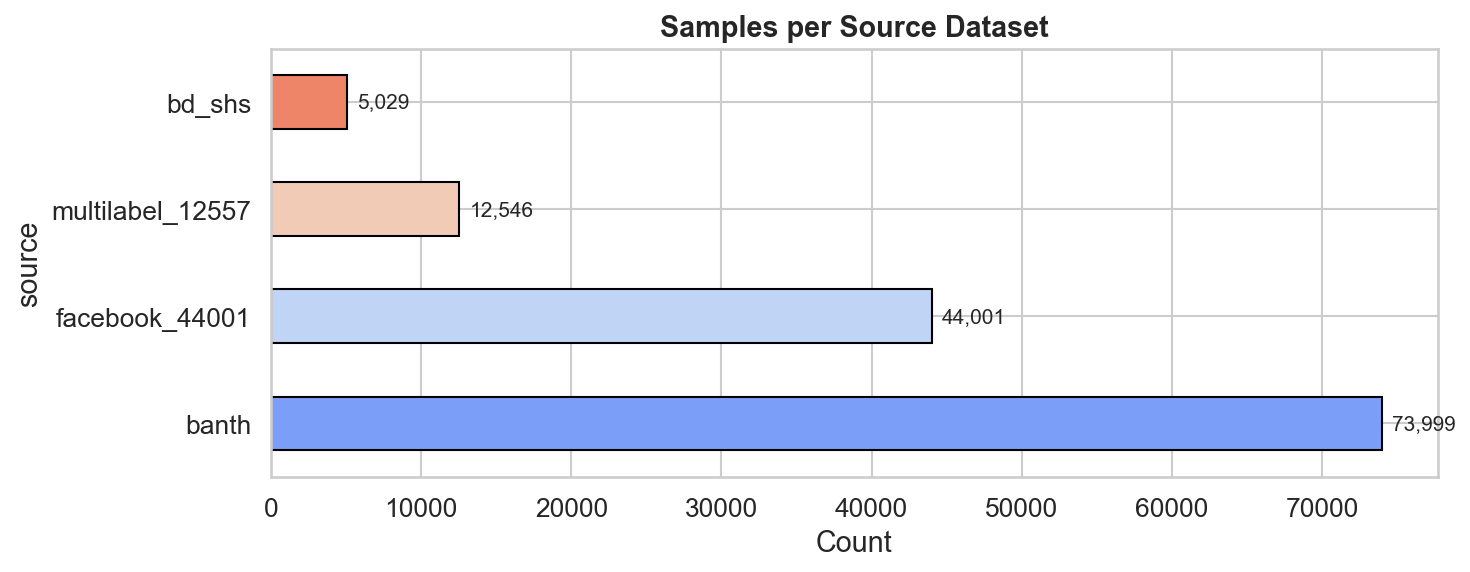 Samples per Source Dataset
source
bd_shs
5,029
multilabel_12557
12,546
facebook_44001
44,001
banth
73,999
0 10000 20000 30000 40000 50000 60000 70000
Count